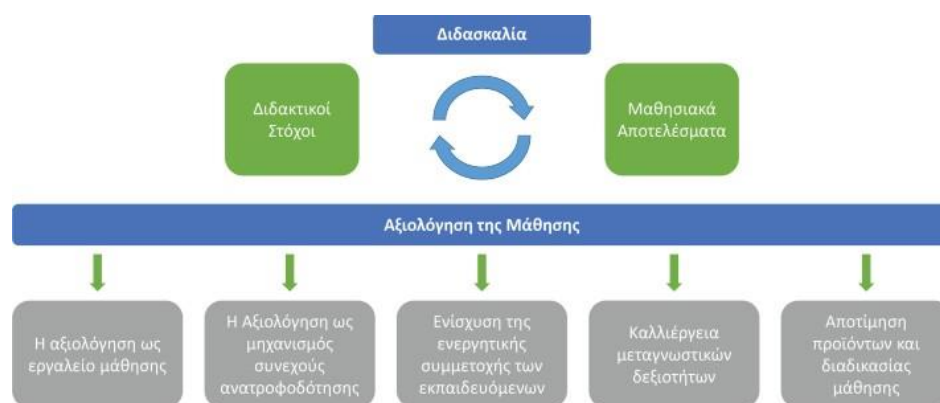 Διδασκαλία
Διδακτικοί
Στόχοι
Μαθησιακά
Αποτελέσματα
Αξιολόγηση της Μάθησης
Η αξιολόγηση ως
εργαλείο μάθησης
Η Αξιολόγηση ως
μηχανισμός
συνεχούς
ανατροφοδότησης
Ενίσχυση της
ενεργητικής
συμμετοχής των
εκπαιδευόμενων
Καλλιέργεια
μεταγνωστικών
δεξιοτήτων
Αποτίμηση
προϊόντων και
διαδικασίας
μάθησης